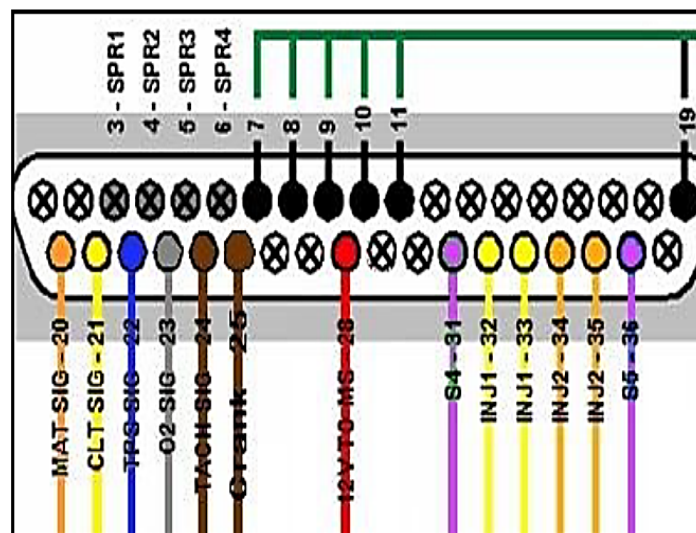 3 - SPR1
4 - SPR2
5 - SPR3
6 - SPR4
7
8
9
10
11
19
MAT SIG - 20
CLT SIG - 21
TPS SIG - 22
O2 SIG - 23
TACH SIG - 24
Crank - 25
12V TO MS - 28
S4 - 31
INJ1 - 32
INJ1 - 33
INJ2 - 34
INJ2 - 35
S5 - 36